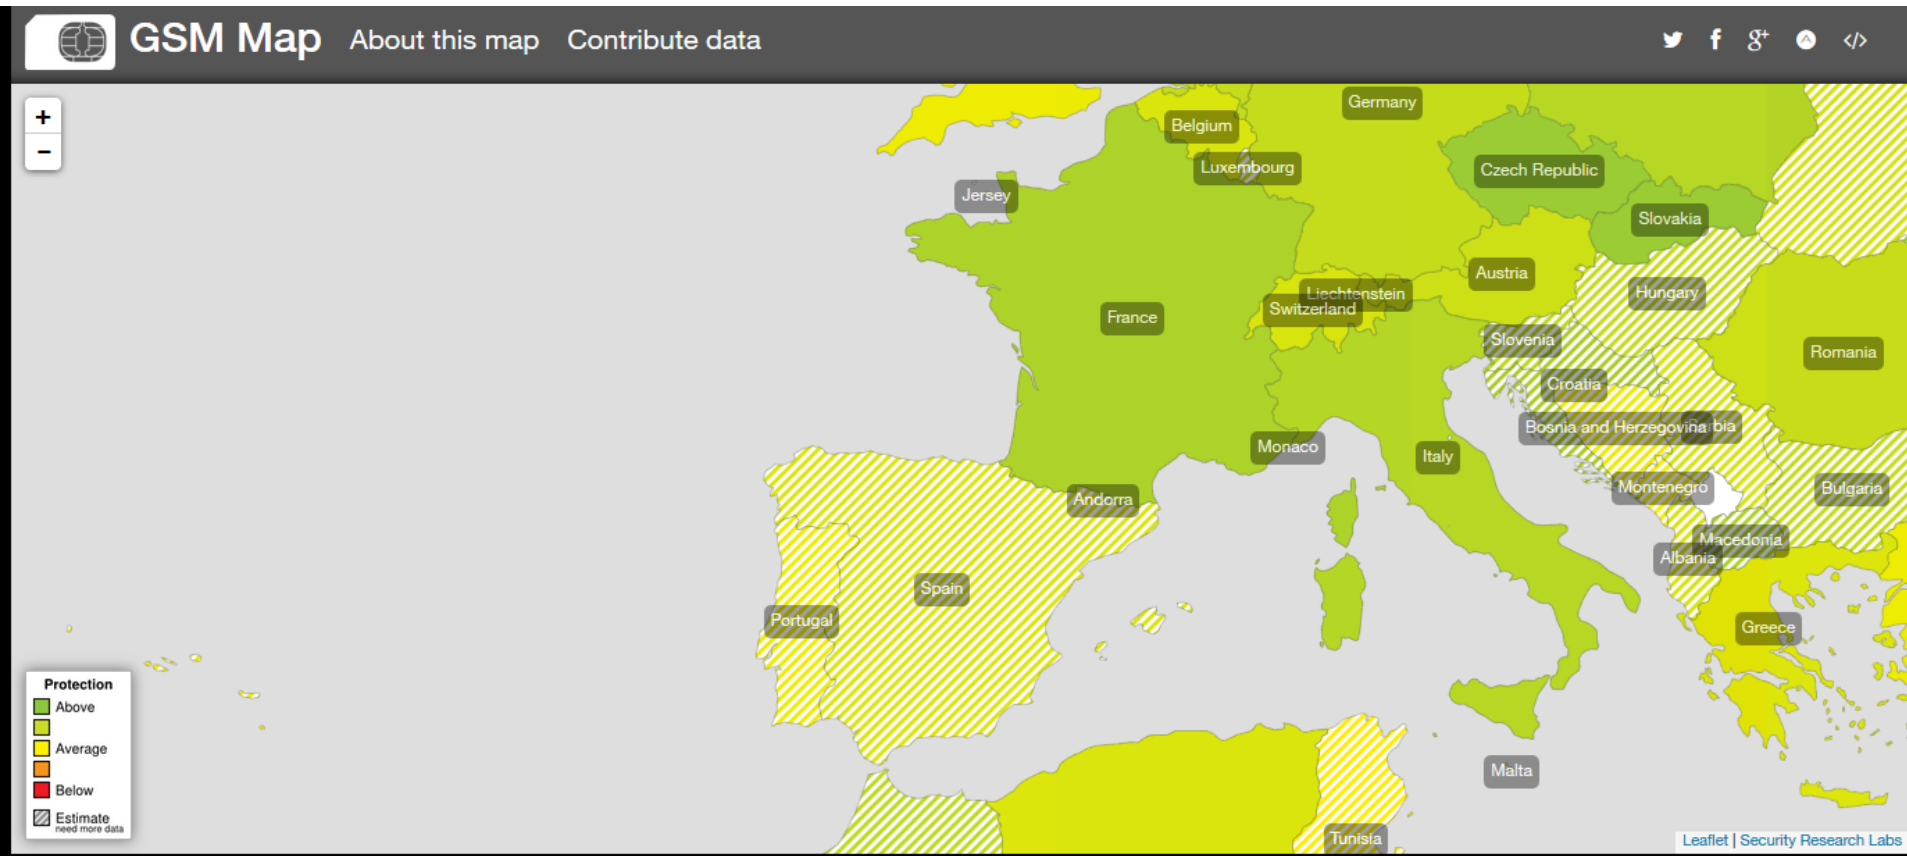 GSM Map About this map Contribute data
g+
</>
+
−
Germany
Belgium
Luxembourg
Czech Republic
Jersey
Slovakia
Austria
Liechtenstein
Switzerland
Hungary
France
Slovenia
Romania
Croatia
Bosnia and Herzegovina
Monaco
Italy
Andorra
Montenegro
Bulgaria
Macedonia
Albania
Spain
Portugal
Greece
Malta
Tunisia
Protection
Above
Average
Below
Estimate
need more data
Leaflet | Security Research Labs